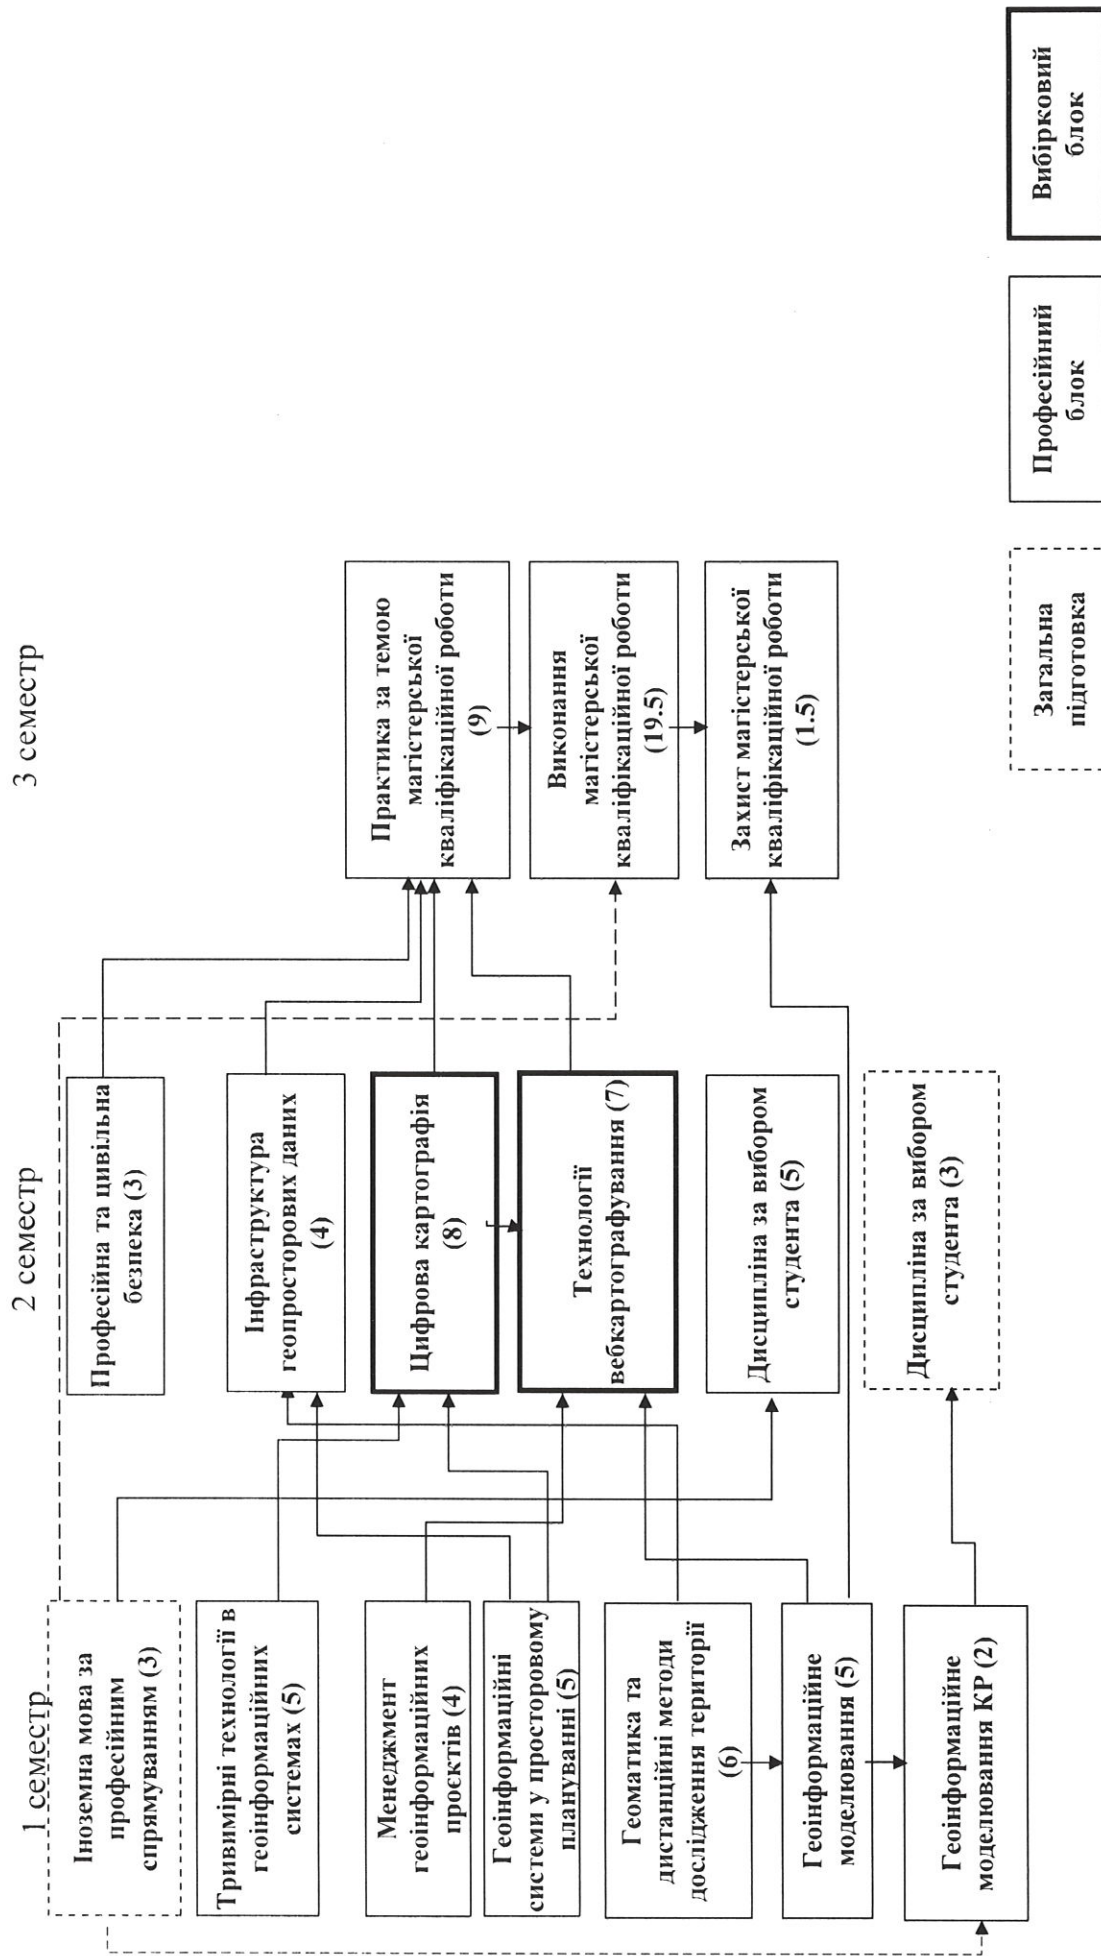 1 семестр
Іноземна мова за
професійним
спрямуванням (3)
Тривимірні технології в
геоінформаційних
системах (5)
Менеджмент
геоінформаційних
проєктів (4)
Геоінформаційні
системи у просторовому
плануванні (5)
Геоматика та
дистанційні методи
дослідження території
(6)
Геоінформаційне
моделювання (5)
Геоінформаційне
моделювання КР (2)
2 семестр
Професійна та цивільна
безпека (3)
Інфраструктура
геопросторових даних
(4)
Цифрова картографія
(8)
Технології
вебкартографування (7)
Дисципліна за вибором
студента (5)
Дисципліна за вибором
студента (3)
3 семестр
Практика за темою
магістерської
кваліфікаційної роботи
(9)
Виконання
магістерської
кваліфікаційної роботи
(19.5)
Захист магістерської
кваліфікаційної роботи
(1.5)
Загальна
підготовка
Професійний
блок
Вибірковий
блок